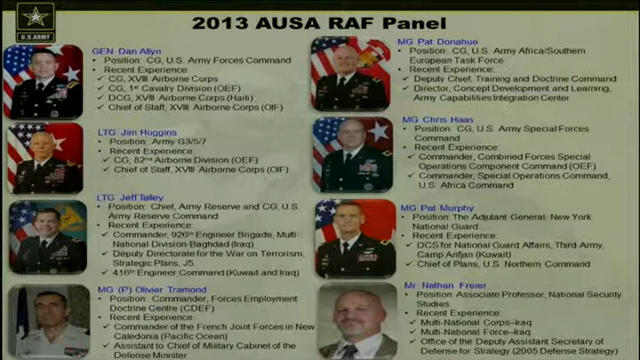 2013 AUSA RAF Panel
U.S.ARMY
GEN Dan Allyn
• Position: CG, U.S. Army Forces Command
• Recent Experience:
✓ CG, XVIII Airborne Corps
✓ CG, 1st Cavalry Division (OEF)
✓ DCG, XVIII Airborne Corps (Haiti)
✓ Chief of Staff, XVIII Airborne Corps (OIF)
LTG Jim Huggins
• Position: Army G3/5/7
• Recent Experience:
✓ CG, 82nd Airborne Division (OEF)
✓ Chief of Staff, XVIII Airborne Corps (OIF)
LTG Jeff Talley
• Position: Chief, Army Reserve and CG, U.S.
Army Reserve Command
• Recent Experience:
✓ Commander, 926th Engineer Brigade, Multi-
National Division-Baghdad (Iraq)
✓ Deputy Directorate for the War on Terrorism,
Strategic Plans, J5
✓ 416th Engineer Command (Kuwait and Iraq)
MG (P) Olivier Tramond
• Position: Commander, Forces Employment
Doctrine Centre (CDEF)
• Recent Experience:
✓ Commander of the French Joint Forces in New
Caledonia (Pacific Ocean)
✓ Assistant to Chief of Military Cabinet of the
Defense Minister
MG Pat Donahue
• Position: CG, U.S. Army Africa/Southern
European Task Force
• Recent Experience:
✓ Deputy Chief, Training and Doctrine Command
✓ Director, Concept Development and Learning,
Army Capabilities Integration Center
MG Chris Haas
• Position: CG, U.S. Army Special Forces
Command
• Recent Experience:
✓ Commander, Combined Forces Special
Operations Component Command (OEF)
✓ Commander, Special Operations Command,
U.S. Africa Command
MG Pat Murphy
• Position: The Adjutant General, New York
National Guard
• Recent Experience:
✓ DCS for National Guard Affairs, Third Army,
Camp Arifjan (Kuwait)
✓ Chief of Plans, U.S. Northern Command
Mr Nathan Freier
• Position: Associate Professor, National Security
Studies
• Recent Experience:
✓ Multi-National Corps–Iraq
✓ Multi-National Force–Iraq
✓ Office of the Deputy Assistant Secretary of
Defense for Strategy (2005 Defense Strategy)